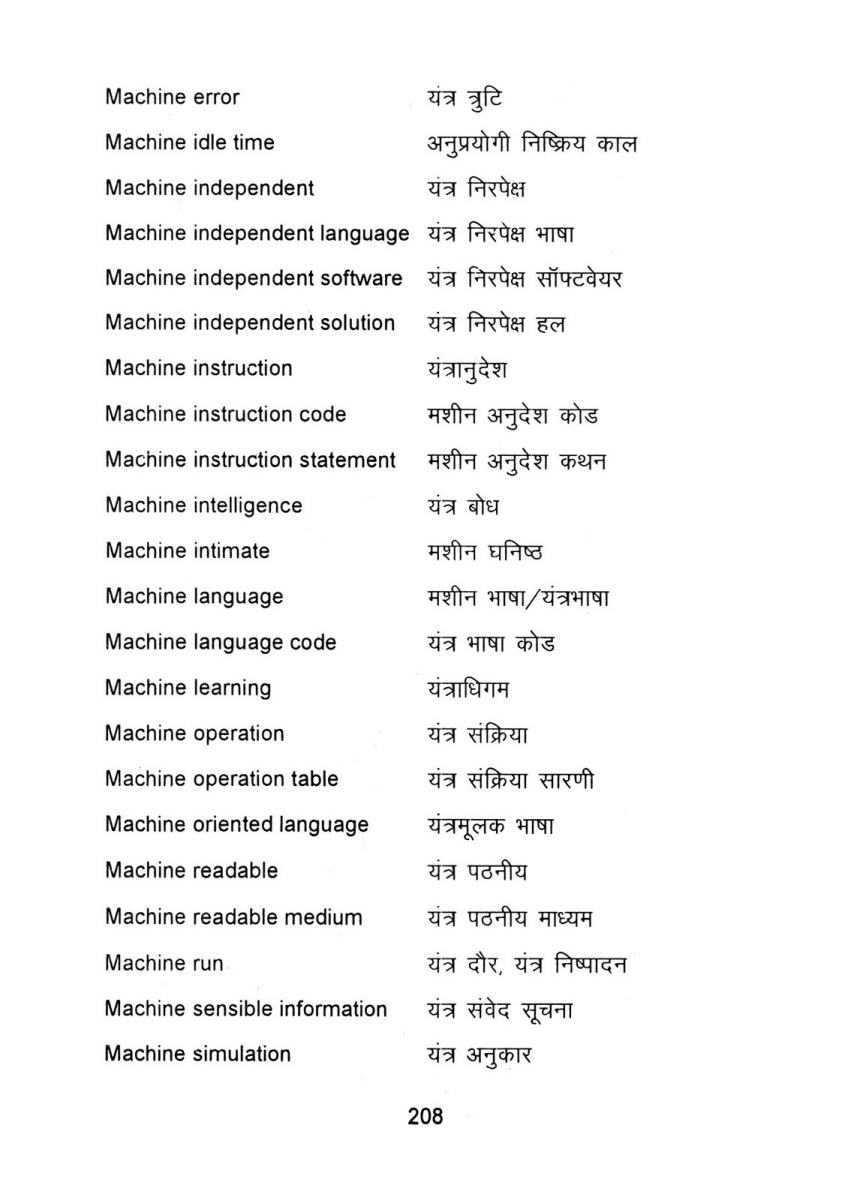 Machine error यंत्र त्रुटि
Machine idle time अनुप्रयोगी निष्क्रिय काल
Machine independent यंत्र निरपेक्ष
Machine independent language यंत्र निरपेक्ष भाषा
Machine independent software यंत्र निरपेक्ष सॉफ्टवेयर
Machine independent solution यंत्र निरपेक्ष हल
Machine instruction यंत्रानुदेश
Machine instruction code मशीन अनुदेश कोड
Machine instruction statement मशीन अनुदेश कथन
Machine intelligence यंत्र बोध
Machine intimate मशीन घनिष्ठ
Machine language मशीन भाषा/यंत्रभाषा
Machine language code यंत्र भाषा कोड
Machine learning यंत्राधिगम
Machine operation यंत्र संक्रिया
Machine operation table यंत्र संक्रिया सारणी
Machine oriented language यंत्रमूलक भाषा
Machine readable यंत्र पठनीय
Machine readable medium यंत्र पठनीय माध्यम
Machine run यंत्र दौर, यंत्र निष्पादन
Machine sensible information यंत्र संवेद सूचना
Machine simulation यंत्र अनुकार
208